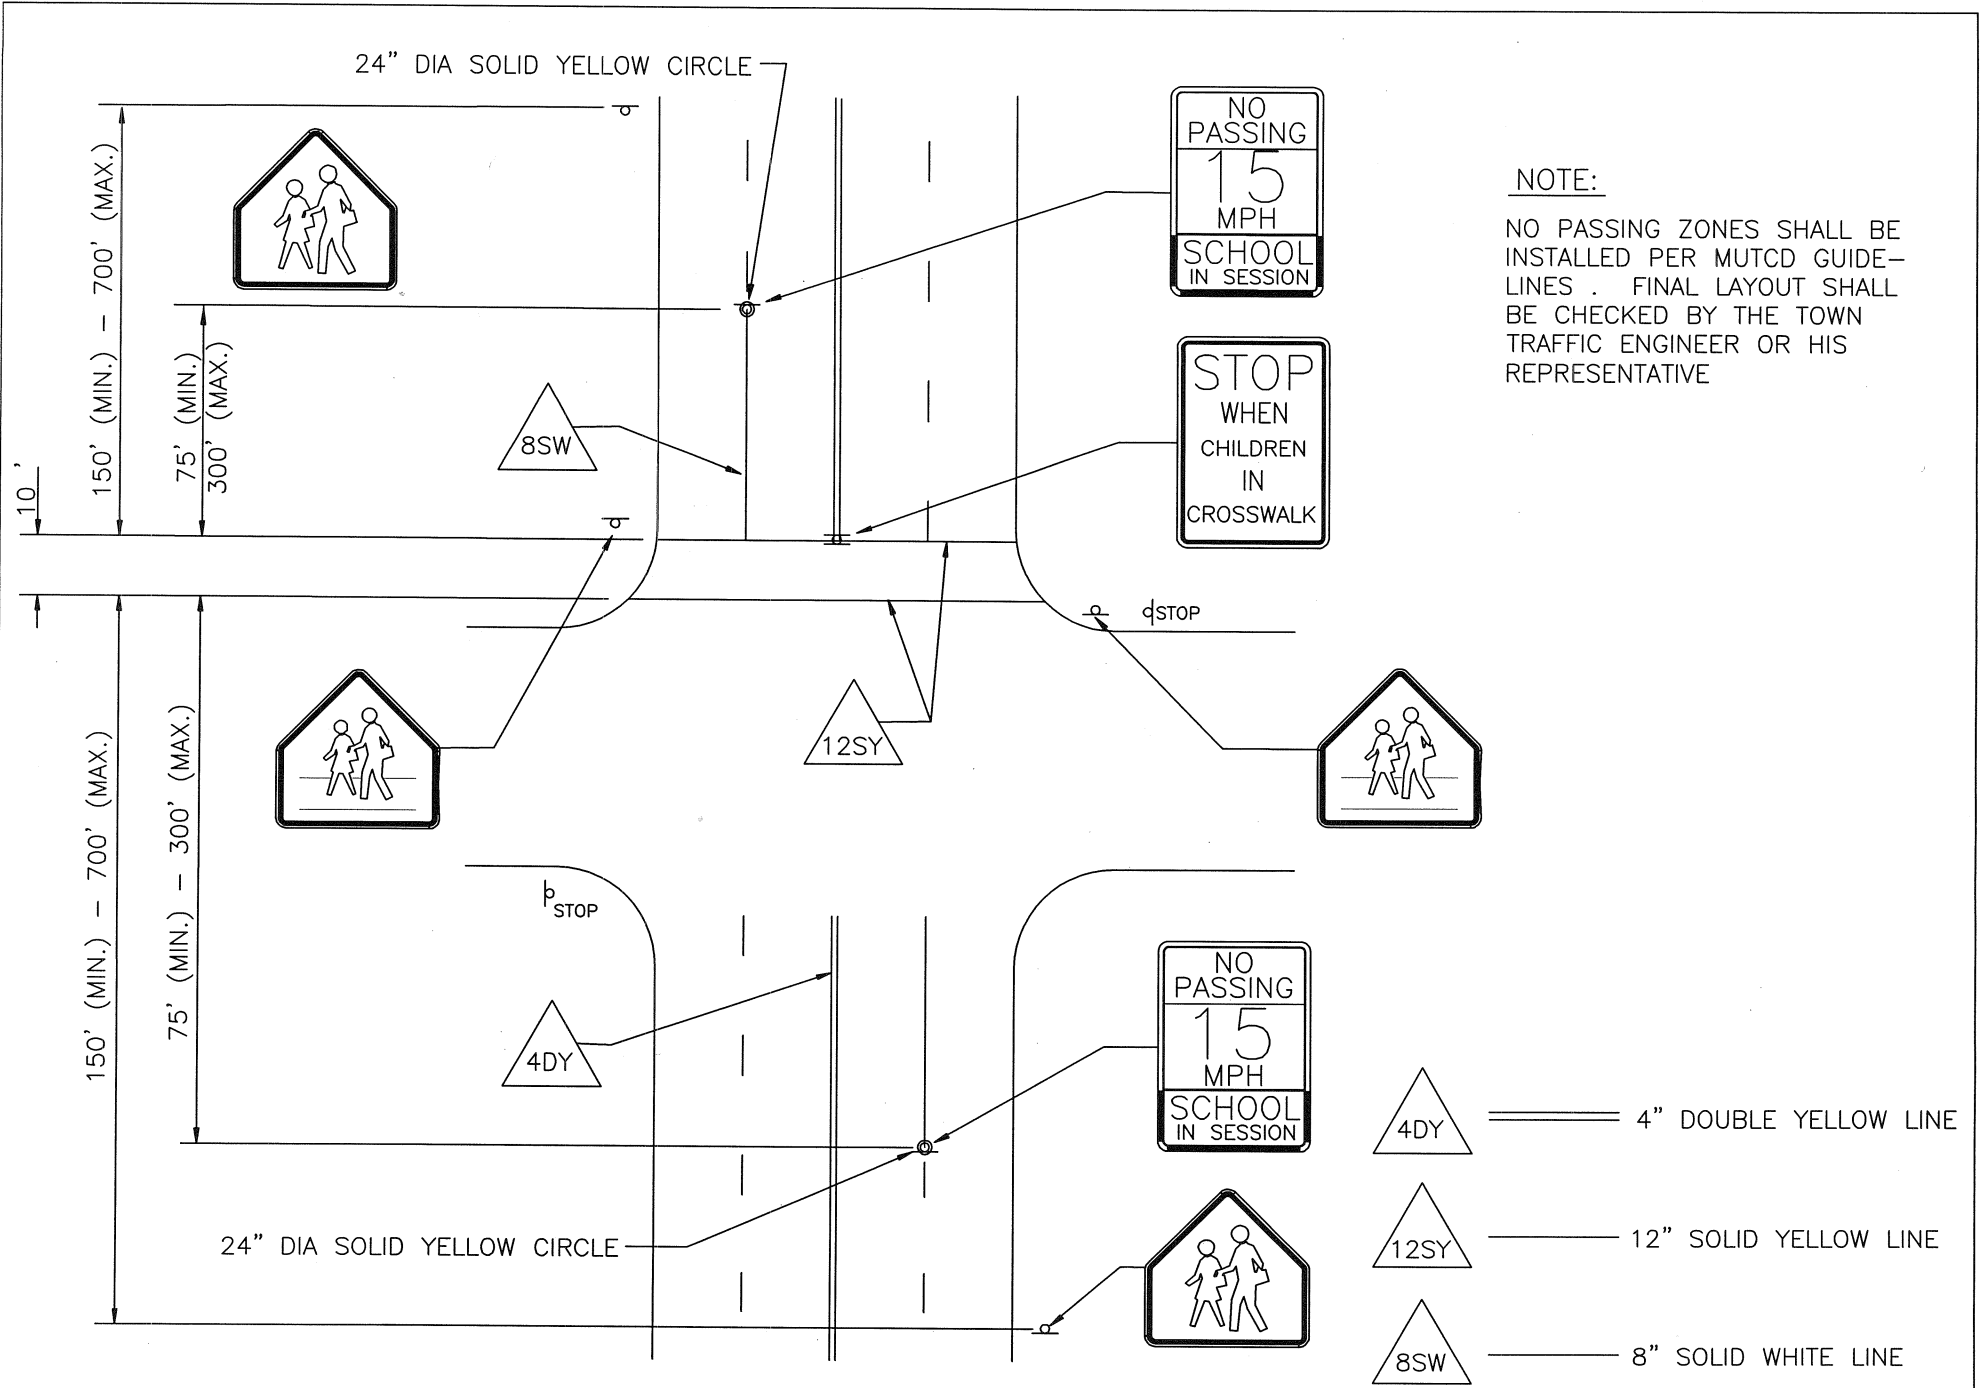 24" DIA SOLID YELLOW CIRCLE
NO
PASSING
15
MPH
SCHOOL
IN SESSION
NOTE:
NO PASSING ZONES SHALL BE
INSTALLED PER MUTCD GUIDE-
LINES . FINAL LAYOUT SHALL
BE CHECKED BY THE TOWN
TRAFFIC ENGINEER OR HIS
REPRESENTATIVE
150' (MIN.) - 700' (MAX.)
75' (MIN.)
300' (MAX.)
10 '
8SW
STOP
WHEN
CHILDREN
IN
CROSSWALK
STOP
12SY
150' (MIN.) - 700' (MAX.)
75' (MIN.) - 300' (MAX.)
STOP
4DY
NO
PASSING
15
MPH
SCHOOL
IN SESSION
24" DIA SOLID YELLOW CIRCLE
4DY
4" DOUBLE YELLOW LINE
12SY
12" SOLID YELLOW LINE
8SW
8" SOLID WHITE LINE